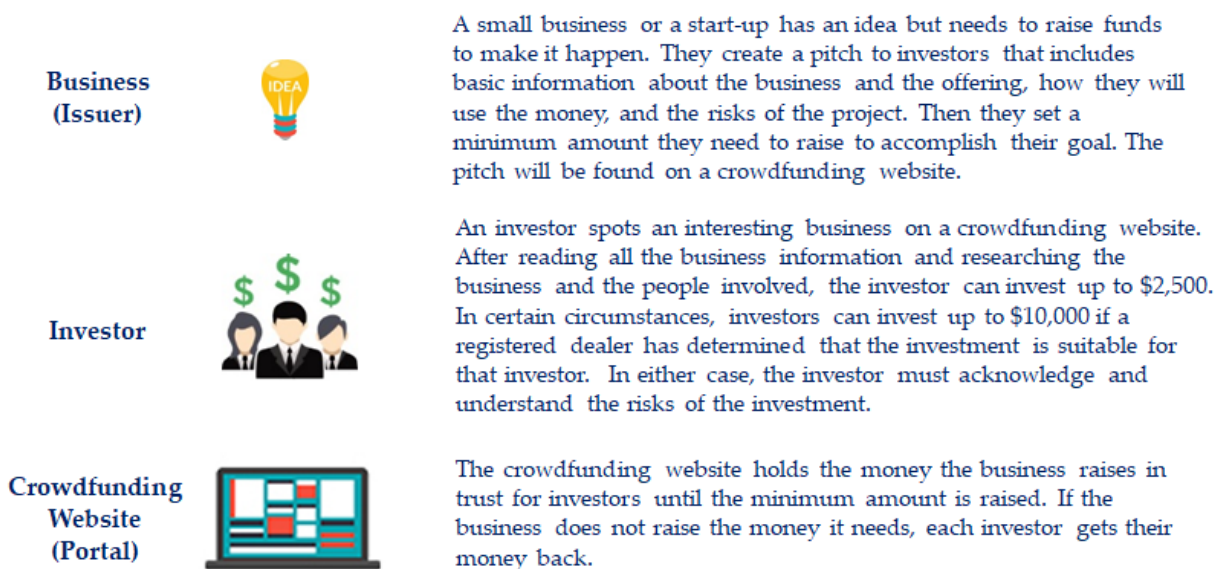 Business
(Issuer)
IDEA
A small business or a start-up has an idea but needs to raise funds
to make it happen. They create a pitch to investors that includes
basic information about the business and the offering, how they will
use the money, and the risks of the project. Then they set a
minimum amount they need to raise to accomplish their goal. The
pitch will be found on a crowdfunding website.
Investor
$ $ $
An investor spots an interesting business on a crowdfunding website.
After reading all the business information and researching the
business and the people involved, the investor can invest up to $2,500.
In certain circumstances, investors can invest up to $10,000 if a
registered dealer has determined that the investment is suitable for
that investor. In either case, the investor must acknowledge and
understand the risks of the investment.
Crowdfunding
Website
(Portal)
The crowdfunding website holds the money the business raises in
trust for investors until the minimum amount is raised. If the
business does not raise the money it needs, each investor gets their
money back.